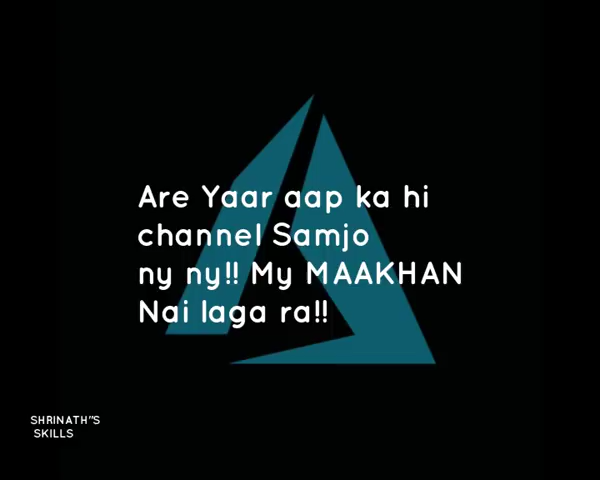 Are Yaar aap ka hi
channel Samjo
ny ny!! My MAAKHAN
Nai laga ra!!
SHRINATH"S
SKILLS